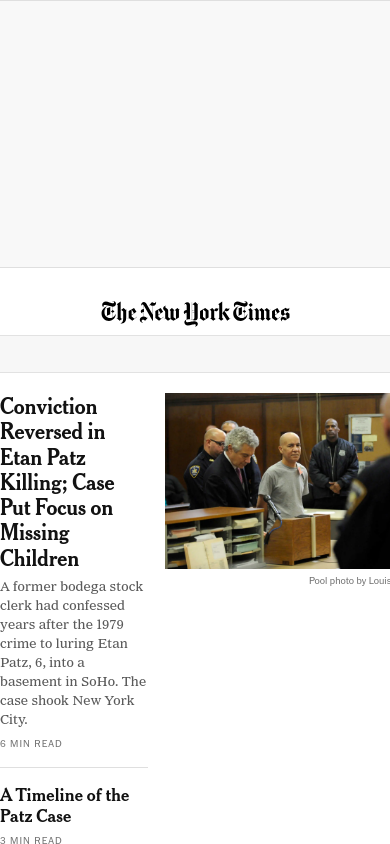 The New York Times
Conviction
Reversed in
Etan Patz
Killing; Case
Put Focus on
Missing
Children
A former bodega stock
clerk had confessed
years after the 1979
crime to luring Etan
Patz, 6, into a
basement in SoHo. The
case shook New York
City.
6 MIN READ
Pool photo by Louis
A Timeline of the
Patz Case
3 MIN READ